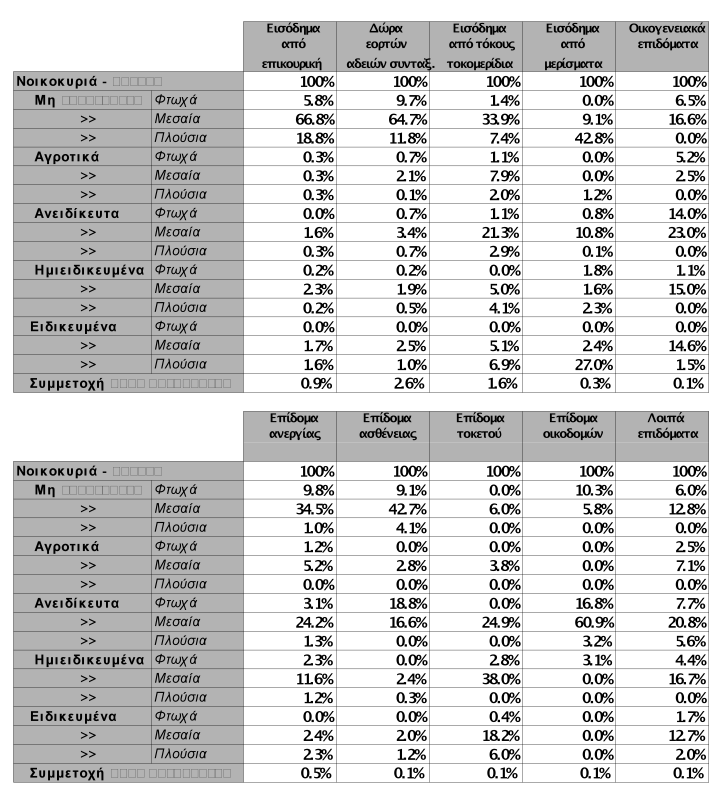 Εισόδημα Δώρα Εισόδημα Εισόδημα Οικογενειακά
από εορτών από τόκους από επιδόματα
επικουρική αδειών συνταξ. τοκομερίδια μερίσματα
Νοικοκυριά - 100% 100% 100% 100% 100%
Μη Φτωχά 5.8% 9.7% 1.4% 0.0% 6.5%
>> Μεσαία 66.8% 64.7% 33.9% 9.1% 16.6%
>> Πλούσια 18.8% 11.8% 7.4% 42.8% 0.0%
Αγροτικά Φτωχά 0.3% 0.7% 1.1% 0.0% 5.2%
>> Μεσαία 0.3% 2.1% 7.9% 0.0% 2.5%
>> Πλούσια 0.3% 0.1% 2.0% 1.2% 0.0%
Ανειδίκευτα Φτωχά 0.0% 0.7% 1.1% 0.8% 14.0%
>> Μεσαία 1.6% 3.4% 21.3% 10.8% 23.0%
>> Πλούσια 0.3% 0.7% 2.9% 0.1% 0.0%
Ημιειδικευμένα Φτωχά 0.2% 0.2% 0.0% 1.8% 1.1%
>> Μεσαία 2.3% 1.9% 5.0% 1.6% 15.0%
>> Πλούσια 0.2% 0.5% 4.1% 2.3% 0.0%
Ειδικευμένα Φτωχά 0.0% 0.0% 0.0% 0.0% 0.0%
>> Μεσαία 1.7% 2.5% 5.1% 2.4% 14.6%
>> Πλούσια 1.6% 1.0% 6.9% 27.0% 1.5%
Συμμετοχή 0.9% 2.6% 1.6% 0.3% 0.1%
Επίδομα Επίδομα Επίδομα Επίδομα Λοιπά
ανεργίας ασθένειας τοκετού οικοδομών επιδόματα
Νοικοκυριά - 100% 100% 100% 100% 100%
Μη Φτωχά 9.8% 9.1% 0.0% 10.3% 6.0%
>> Μεσαία 34.5% 42.7% 6.0% 5.8% 12.8%
>> Πλούσια 1.0% 4.1% 0.0% 0.0% 0.0%
Αγροτικά Φτωχά 1.2% 0.0% 0.0% 0.0% 2.5%
>> Μεσαία 5.2% 2.8% 3.8% 0.0% 7.1%
>> Πλούσια 0.0% 0.0% 0.0% 0.0% 0.0%
Ανειδίκευτα Φτωχά 3.1% 18.8% 0.0% 16.8% 7.7%
>> Μεσαία 24.2% 16.6% 24.9% 60.9% 20.8%
>> Πλούσια 1.3% 0.0% 0.0% 3.2% 5.6%
Ημιειδικευμένα Φτωχά 2.3% 0.0% 2.8% 3.1% 4.4%
>> Μεσαία 11.6% 2.4% 38.0% 0.0% 16.7%
>> Πλούσια 1.2% 0.3% 0.0% 0.0% 0.0%
Ειδικευμένα Φτωχά 0.0% 0.0% 0.4% 0.0% 1.7%
>> Μεσαία 2.4% 2.0% 18.2% 0.0% 12.7%
>> Πλούσια 2.3% 1.2% 6.0% 0.0% 2.0%
Συμμετοχή 0.5% 0.1% 0.1% 0.1% 0.1%